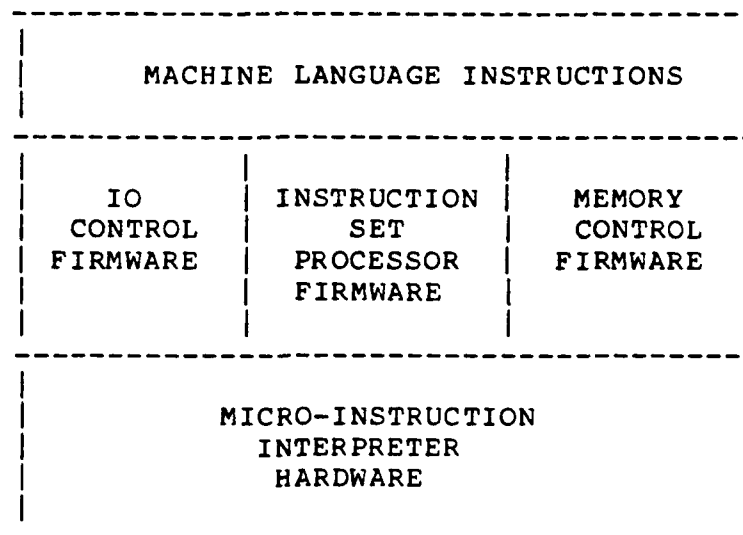 MACHINE LANGUAGE INSTRUCTIONS
IO
CONTROL
FIRMWARE
INSTRUCTION
SET
PROCESSOR
FIRMWARE
MEMORY
CONTROL
FIRMWARE
MICRO-INSTRUCTION
INTERPRETER
HARDWARE